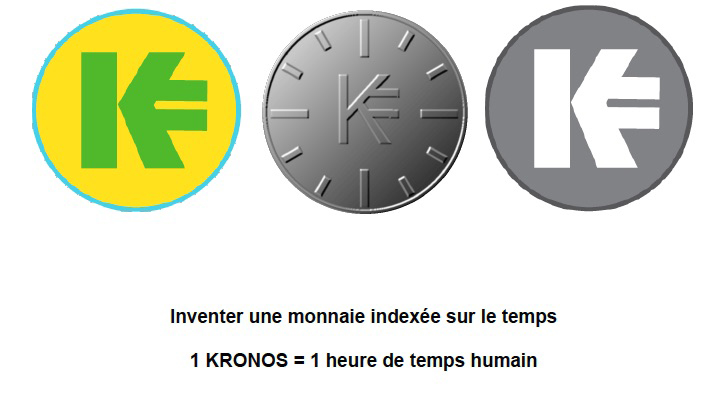 Inventer une monnaie indexée sur le temps
1 KRONOS = 1 heure de temps humain